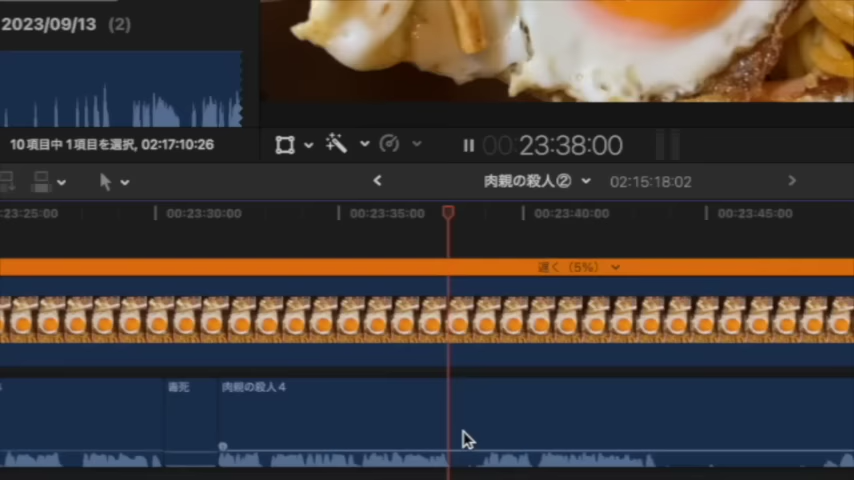 2023/09/13 (2)
10項目中 1項目を選択, 02:17:10:26
00:23:38:00
肉親の殺人② 02:15:18:02
:23:25:00 00:23:30:00 00:23:35:00 00:23:40:00 00:23:45:00
遅く (5%)
毒死 肉親の殺人4